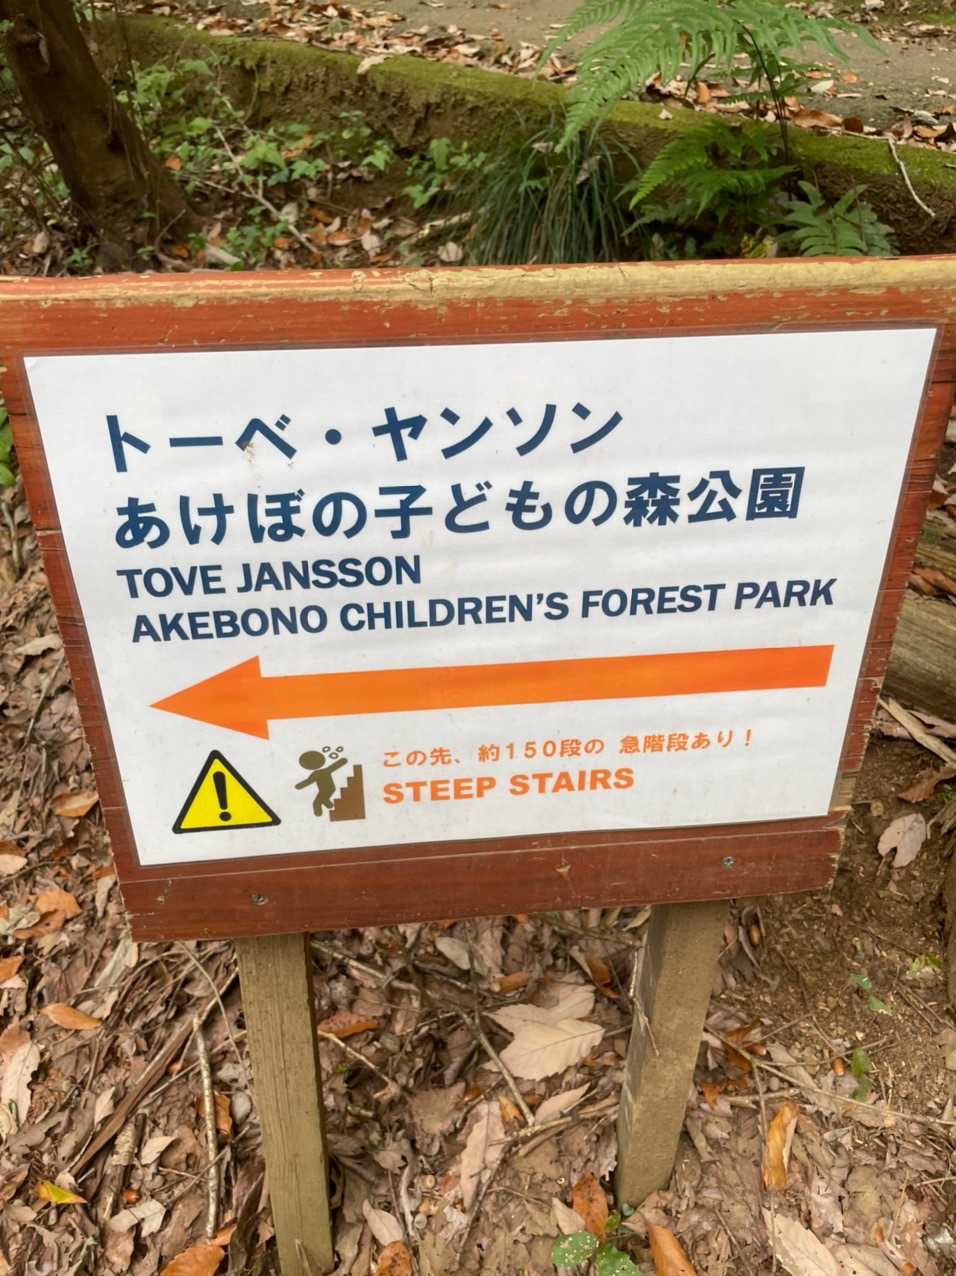 トーベ・ヤンソン
あけぼの子どもの森公園
TOVE JANSSON
AKEBONO CHILDREN'S FOREST PARK
この先、約150段の 急階段あり！
STEEP STAIRS